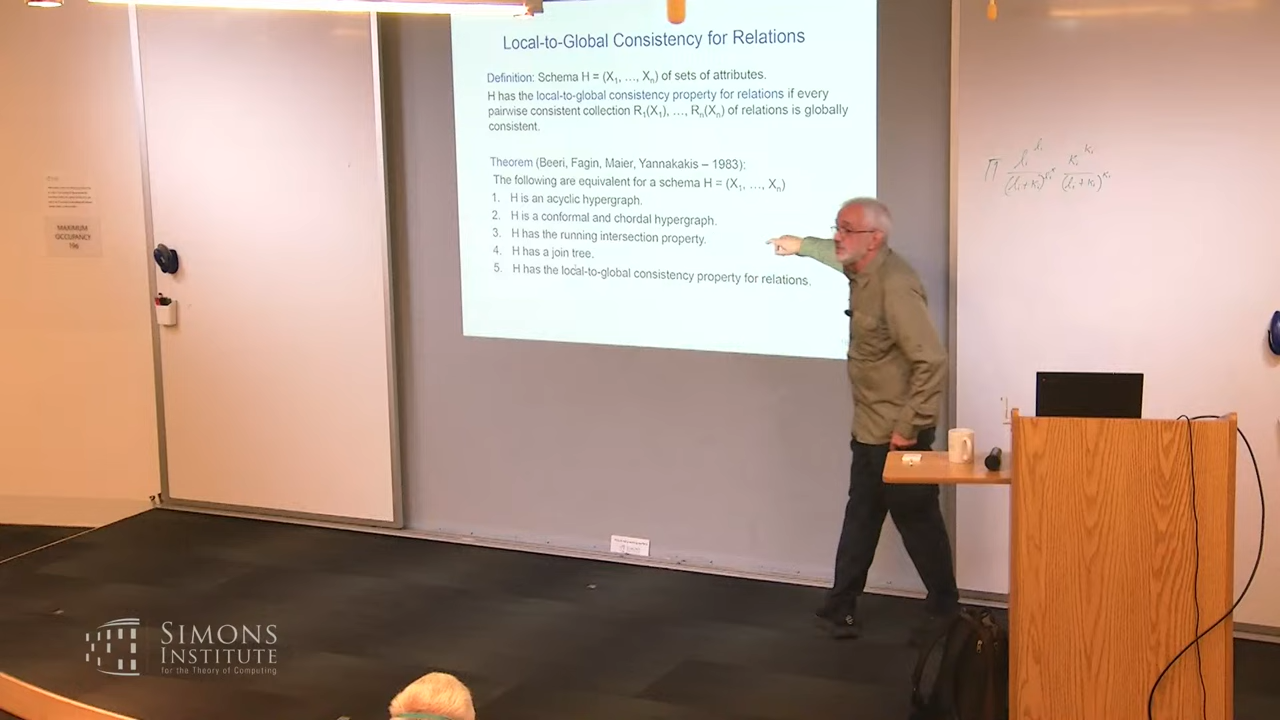 Local-to-Global Consistency for Relations
Definition: Schema H = (X₁, …, Xₙ) of sets of attributes.
H has the local-to-global consistency property for relations if every
pairwise consistent collection R₁(X₁), …, Rₙ(Xₙ) of relations is globally
consistent.
Theorem (Beeri, Fagin, Maier, Yannakakis – 1983):
The following are equivalent for a schema H = (X₁, …, Xₙ)
1. H is an acyclic hypergraph.
2. H is a conformal and chordal hypergraph.
3. H has the running intersection property.
4. H has a join tree.
5. H has the local-to-global consistency property for relations.
MAXIMUM
OCCUPANCY
SIMONS
INSTITUTE
for the Theory of Computing